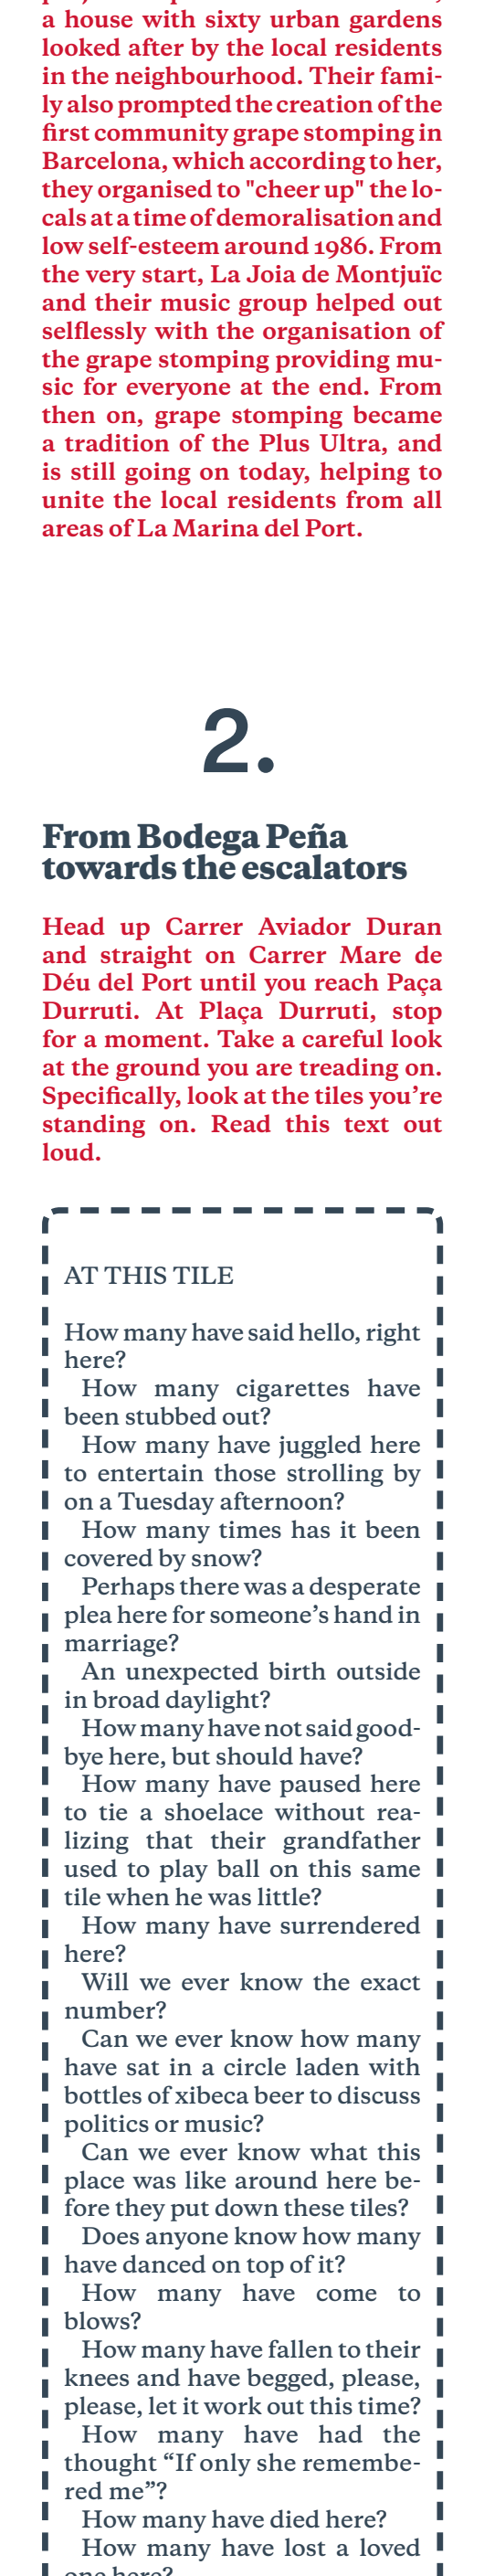 a house with sixty urban gardens
looked after by the local residents
in the neighbourhood. Their fami-
ly also prompted the creation of the
first community grape stomping in
Barcelona, which according to her,
they organised to "cheer up" the lo-
cals at a time of demoralisation and
low self-esteem around 1986. From
the very start, La Joia de Montjuïc
and their music group helped out
selflessly with the organisation of
the grape stomping providing mu-
sic for everyone at the end. From
then on, grape stomping became
a tradition of the Plus Ultra, and
is still going on today, helping to
unite the local residents from all
areas of La Marina del Port.
2.
From Bodega Peña
towards the escalators
Head up Carrer Aviador Duran
and straight on Carrer Mare de
Déu del Port until you reach Paça
Durruti. At Plaça Durruti, stop
for a moment. Take a careful look
at the ground you are treading on.
Specifically, look at the tiles you’re
standing on. Read this text out
loud.
AT THIS TILE
How many have said hello, right
here?
How many cigarettes have
been stubbed out?
How many have juggled here
to entertain those strolling by
on a Tuesday afternoon?
How many times has it been
covered by snow?
Perhaps there was a desperate
plea here for someone’s hand in
marriage?
An unexpected birth outside
in broad daylight?
How many have not said good-
bye here, but should have?
How many have paused here
to tie a shoelace without rea-
lizing that their grandfather
used to play ball on this same
tile when he was little?
How many have surrendered
here?
Will we ever know the exact
number?
Can we ever know how many
have sat in a circle laden with
bottles of xibeca beer to discuss
politics or music?
Can we ever know what this
place was like around here be-
fore they put down these tiles?
Does anyone know how many
have danced on top of it?
How many have come to
blows?
How many have fallen to their
knees and have begged, please,
please, let it work out this time?
How many have had the
thought “If only she remembe-
red me”?
How many have died here?
How many have lost a loved
one here?